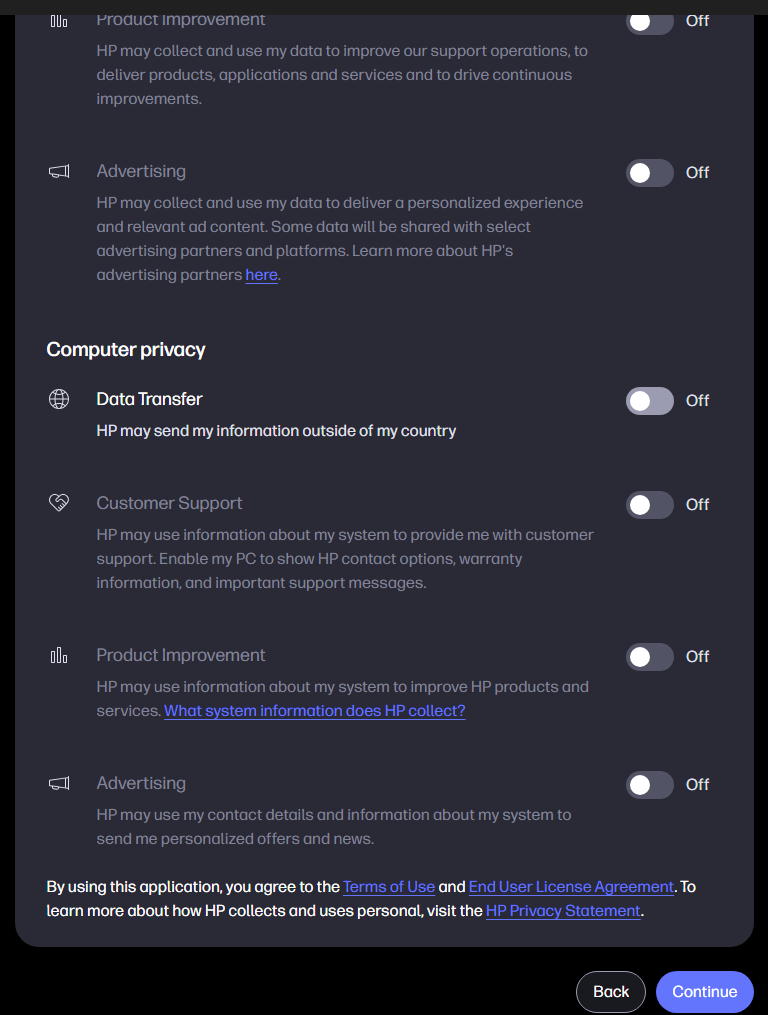 Product Improvement
Off
HP may collect and use my data to improve our support operations, to
deliver products, applications and services and to drive continuous
improvements.
Advertising
Off
HP may collect and use my data to deliver a personalized experience
and relevant ad content. Some data will be shared with select
advertising partners and platforms. Learn more about HP's
advertising partners here.
Computer privacy
Data Transfer
Off
HP may send my information outside of my country
Customer Support
Off
HP may use information about my system to provide me with customer
support. Enable my PC to show HP contact options, warranty
information, and important support messages.
Product Improvement
Off
HP may use information about my system to improve HP products and
services. What system information does HP collect?
Advertising
Off
HP may use my contact details and information about my system to
send me personalized offers and news.
By using this application, you agree to the Terms of Use and End User License Agreement. To
learn more about how HP collects and uses personal, visit the HP Privacy Statement.
Back
Continue